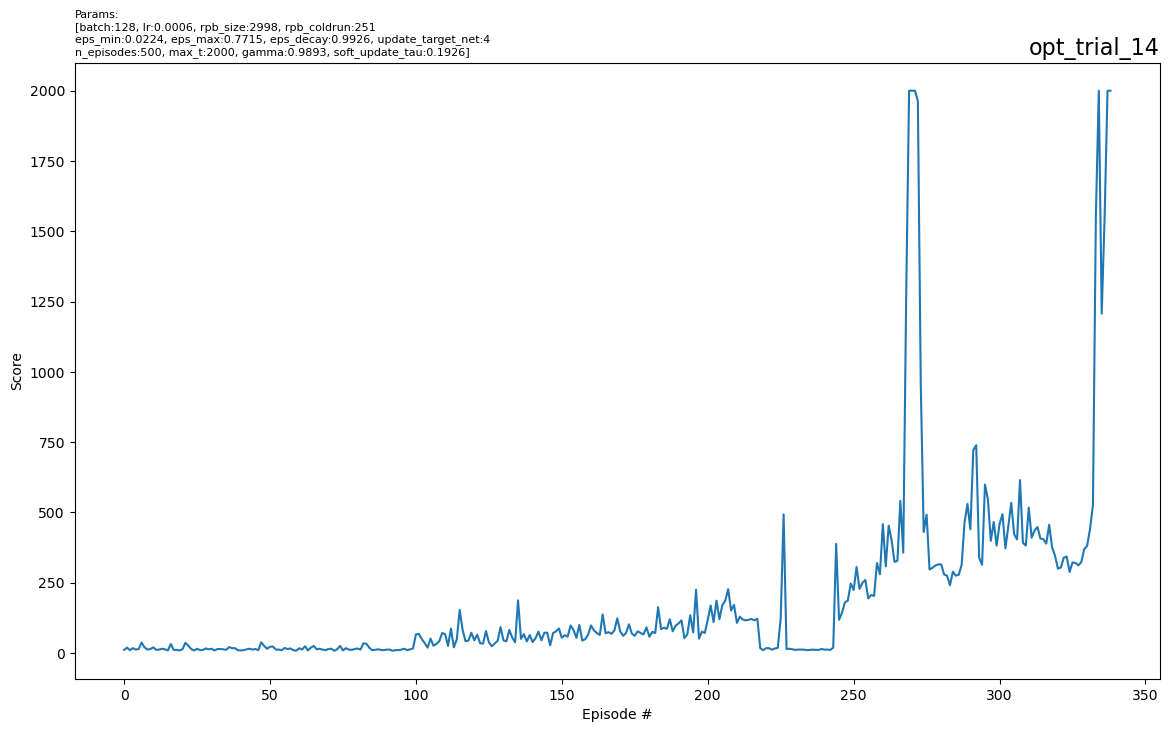 Params:
[batch:128, lr:0.0006, rpb_size:2998, rpb_coldrun:251
eps_min:0.0224, eps_max:0.7715, eps_decay:0.9926, update_target_net:4
n_episodes:500, max_t:2000, gamma:0.9893, soft_update_tau:0.1926]
opt_trial_14
2000
1750
1500
1250
1000
750
500
250
0
Score
0 50 100 150 200 250 300 350
Episode #